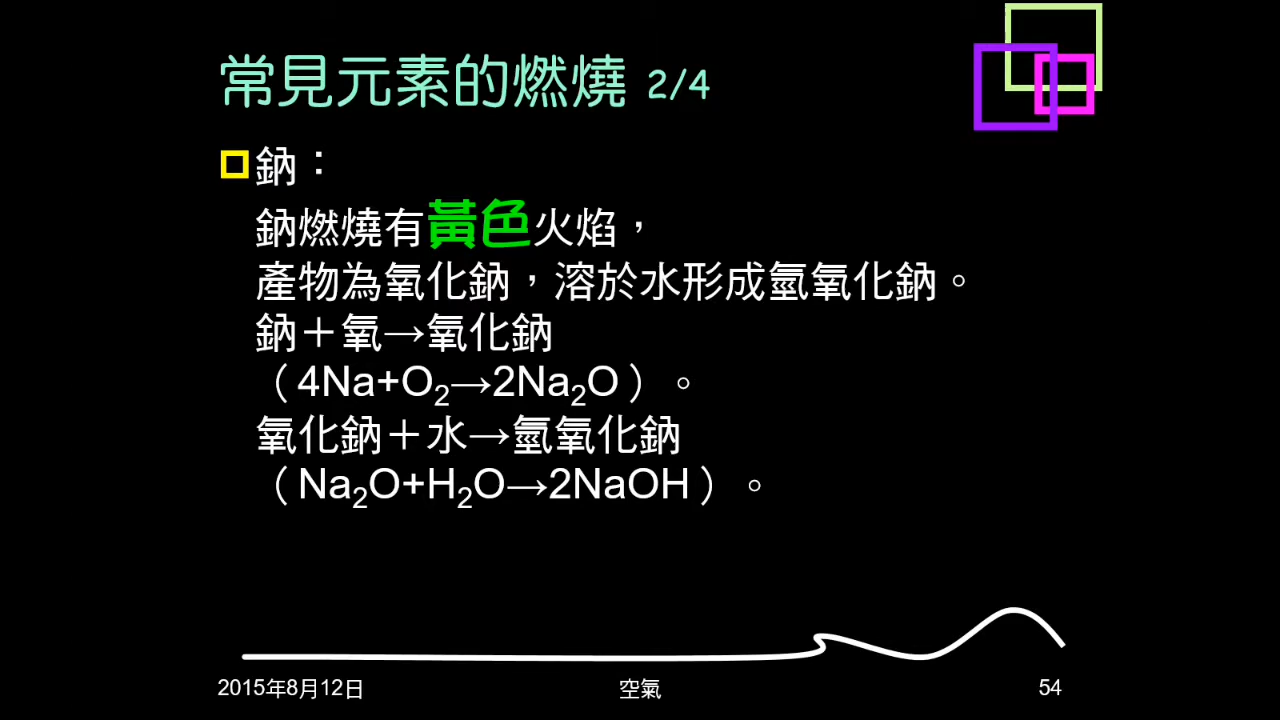 常見元素的燃燒 2/4
鈉：
鈉燃燒有黃色火焰，
產物為氧化鈉，溶於水形成氫氧化鈉。
鈉＋氧→氧化鈉
（4Na+O₂→2Na₂O）。
氧化鈉＋水→氫氧化鈉
（Na₂O+H₂O→2NaOH）。
2015年8月12日 空氣 54